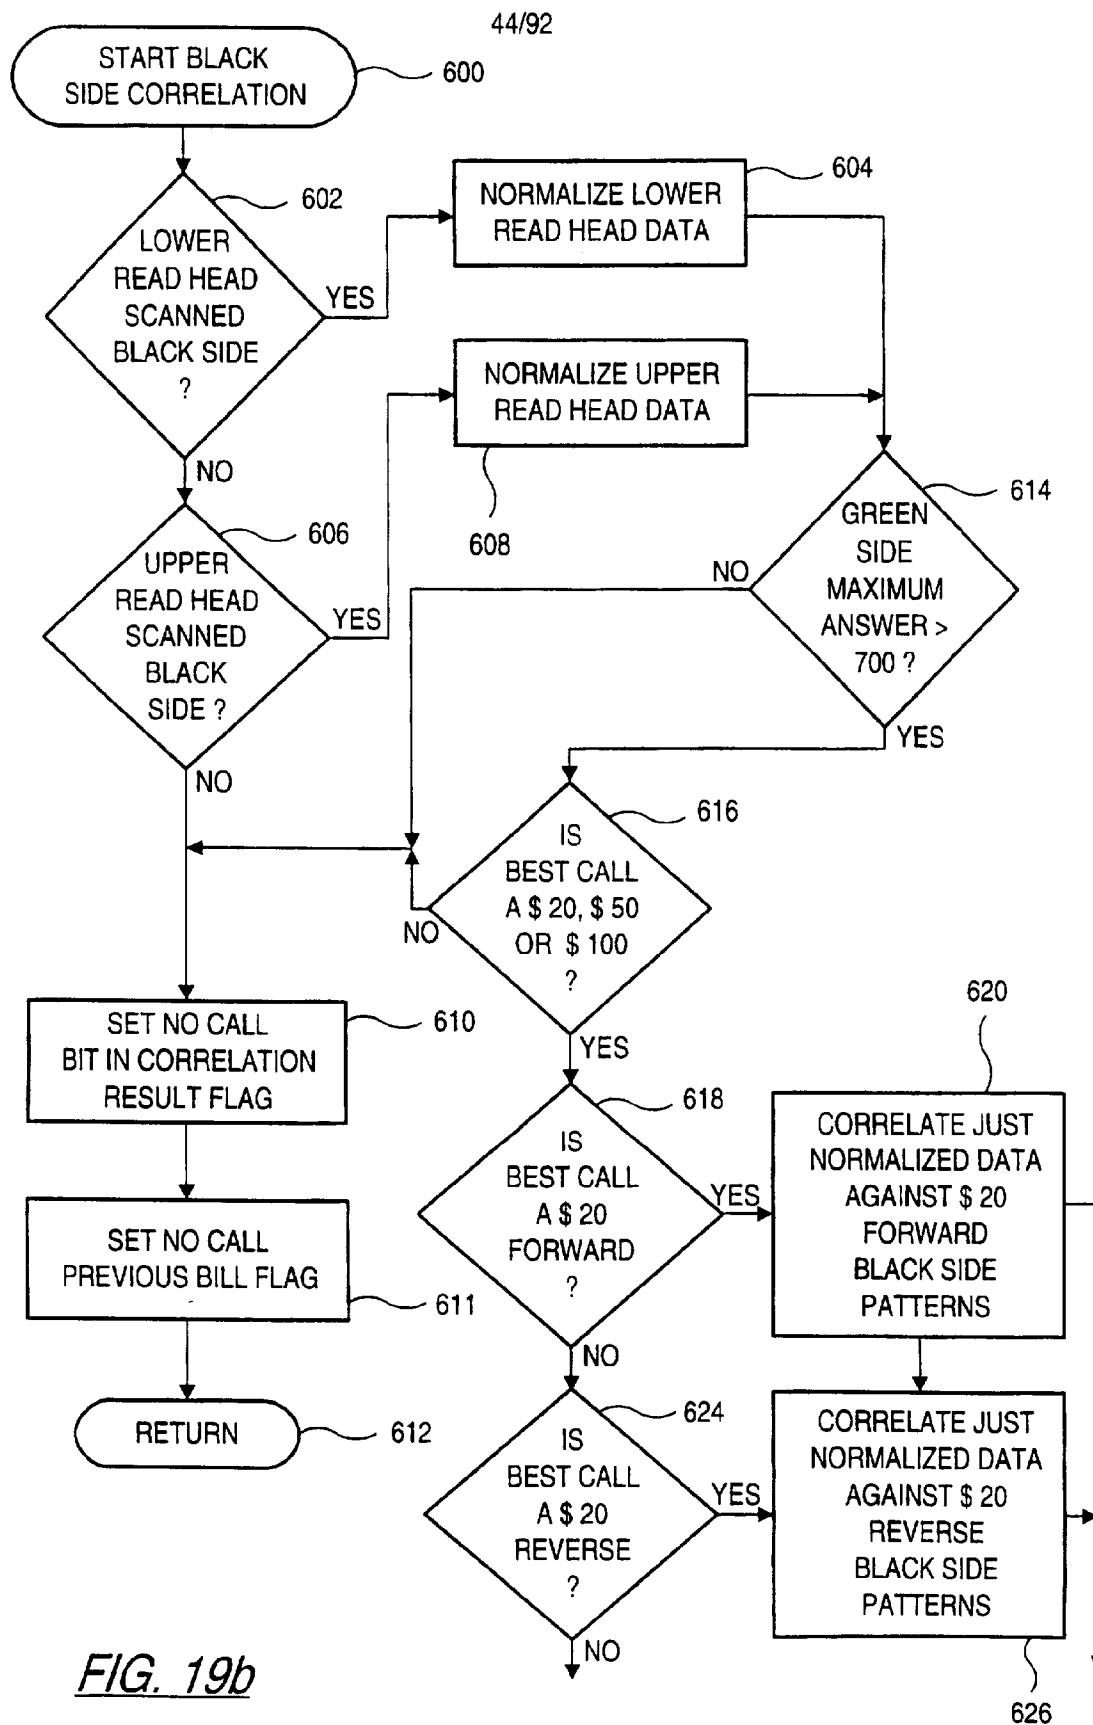 44/92
START BLACK
SIDE CORRELATION
600
602
LOWER
READ HEAD
SCANNED
BLACK SIDE
?
YES
NO
NORMALIZE LOWER
READ HEAD DATA
604
NORMALIZE UPPER
READ HEAD DATA
608
606
UPPER
READ HEAD
SCANNED
BLACK
SIDE ?
YES
NO
614
GREEN
SIDE
MAXIMUM
ANSWER >
700 ?
NO
YES
616
IS
BEST CALL
A $ 20, $ 50
OR $ 100
?
NO
YES
SET NO CALL
BIT IN CORRELATION
RESULT FLAG
610
SET NO CALL
PREVIOUS BILL FLAG
611
RETURN
612
618
IS
BEST CALL
A $ 20
FORWARD
?
YES
NO
620
CORRELATE JUST
NORMALIZED DATA
AGAINST $ 20
FORWARD
BLACK SIDE
PATTERNS
624
IS
BEST CALL
A $ 20
REVERSE
?
YES
NO
CORRELATE JUST
NORMALIZED DATA
AGAINST $ 20
REVERSE
BLACK SIDE
PATTERNS
626
FIG. 19b